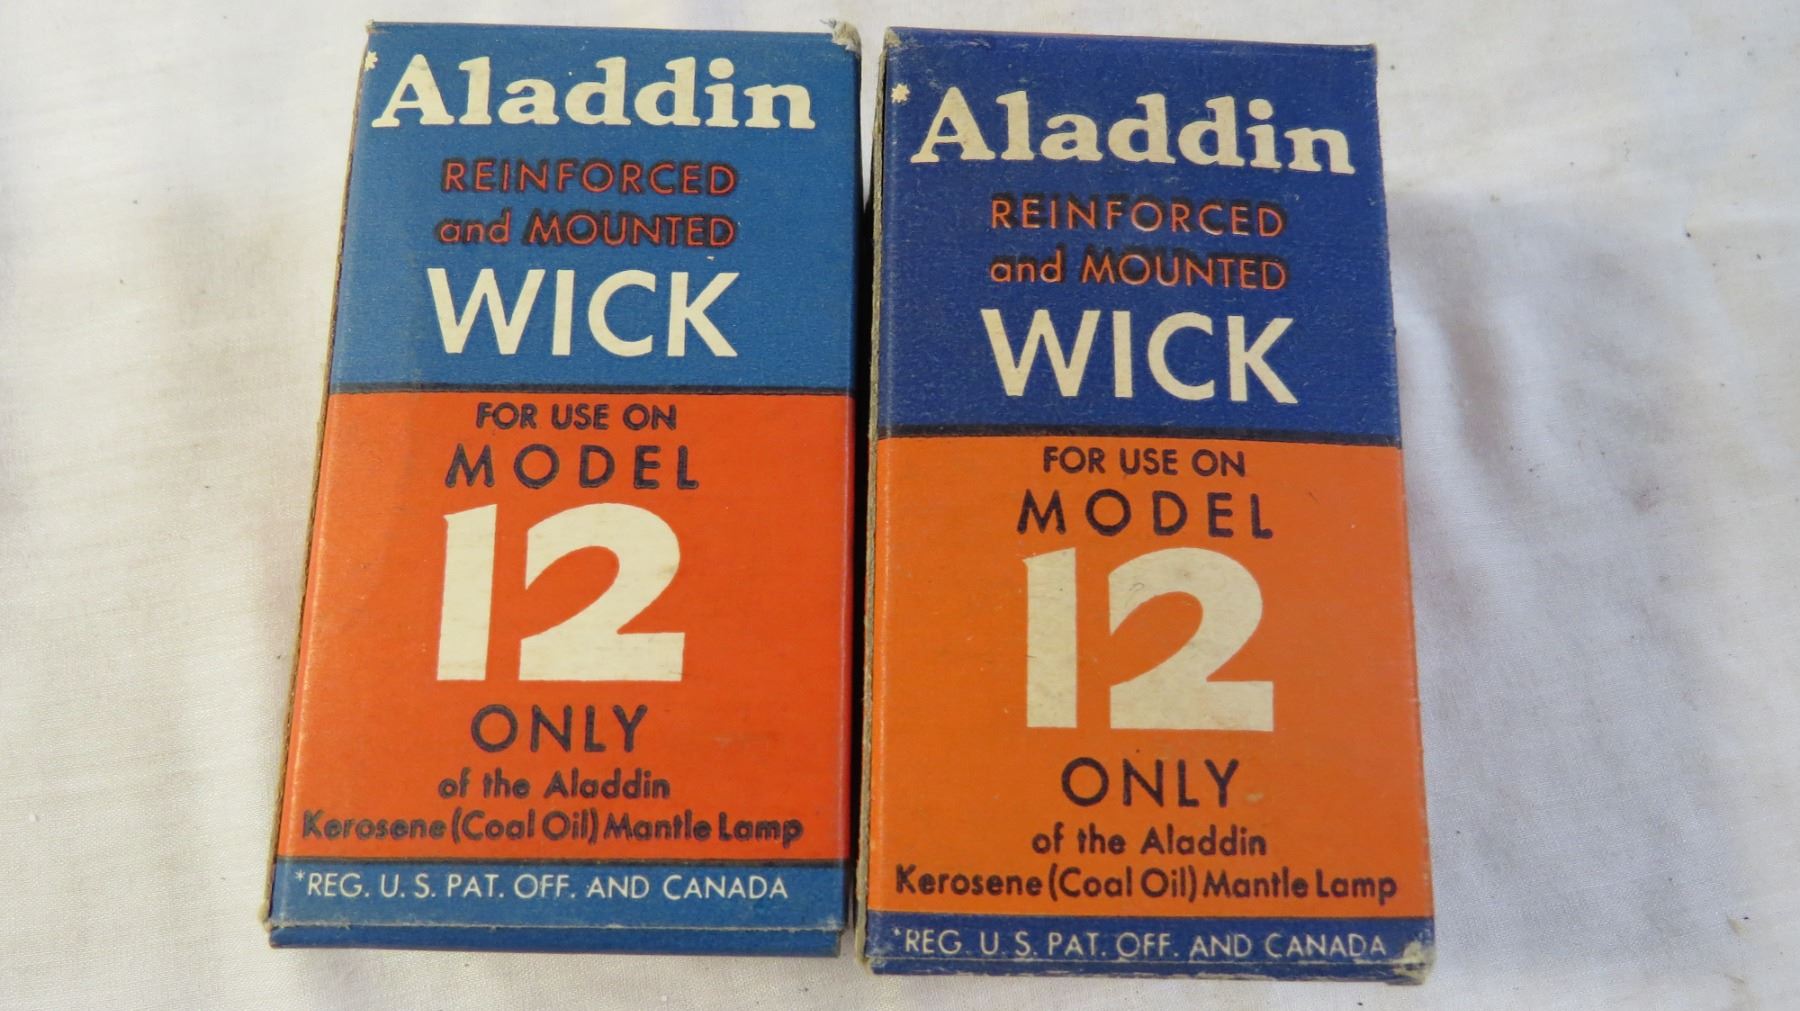 *Aladdin
REINFORCED
and MOUNTED
WICK
FOR USE ON
MODEL
12
ONLY
of the Aladdin
Kerosene (Coal Oil) Mantle Lamp
*REG. U. S. PAT. OFF. AND CANADA
*Aladdin
REINFORCED
and MOUNTED
WICK
FOR USE ON
MODEL
12
ONLY
of the Aladdin
Kerosene (Coal Oil) Mantle Lamp
*REG. U. S. PAT. OFF. AND CANADA